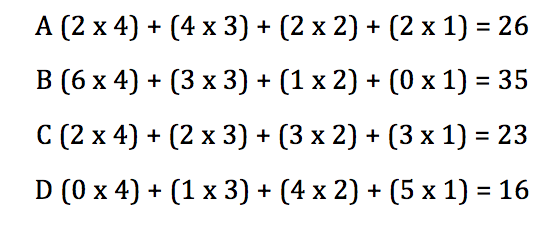 A (2 x 4) + (4 x 3) + (2 x 2) + (2 x 1) = 26
B (6 x 4) + (3 x 3) + (1 x 2) + (0 x 1) = 35
C (2 x 4) + (2 x 3) + (3 x 2) + (3 x 1) = 23
D (0 x 4) + (1 x 3) + (4 x 2) + (5 x 1) = 16